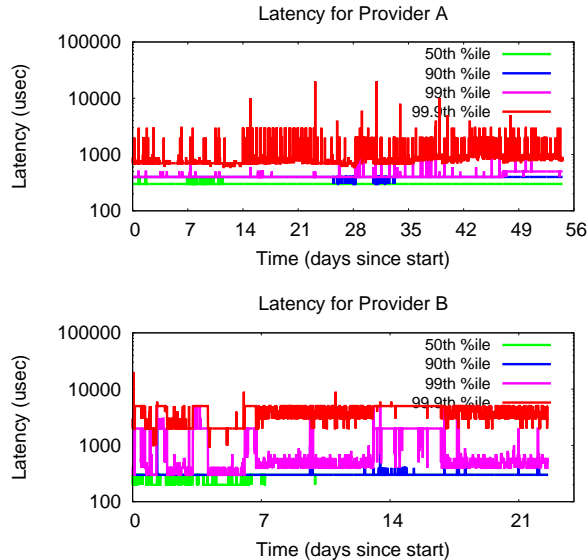 Latency for Provider A
100000
10000
1000
100
Latency (usec)
50th %ile
90th %ile
99th %ile
99.9th %ile
0 7 14 21 28 35 42 49 56
Time (days since start)
Latency for Provider B
100000
10000
1000
100
Latency (usec)
50th %ile
90th %ile
99th %ile
99.9th %ile
0 7 14 21
Time (days since start)